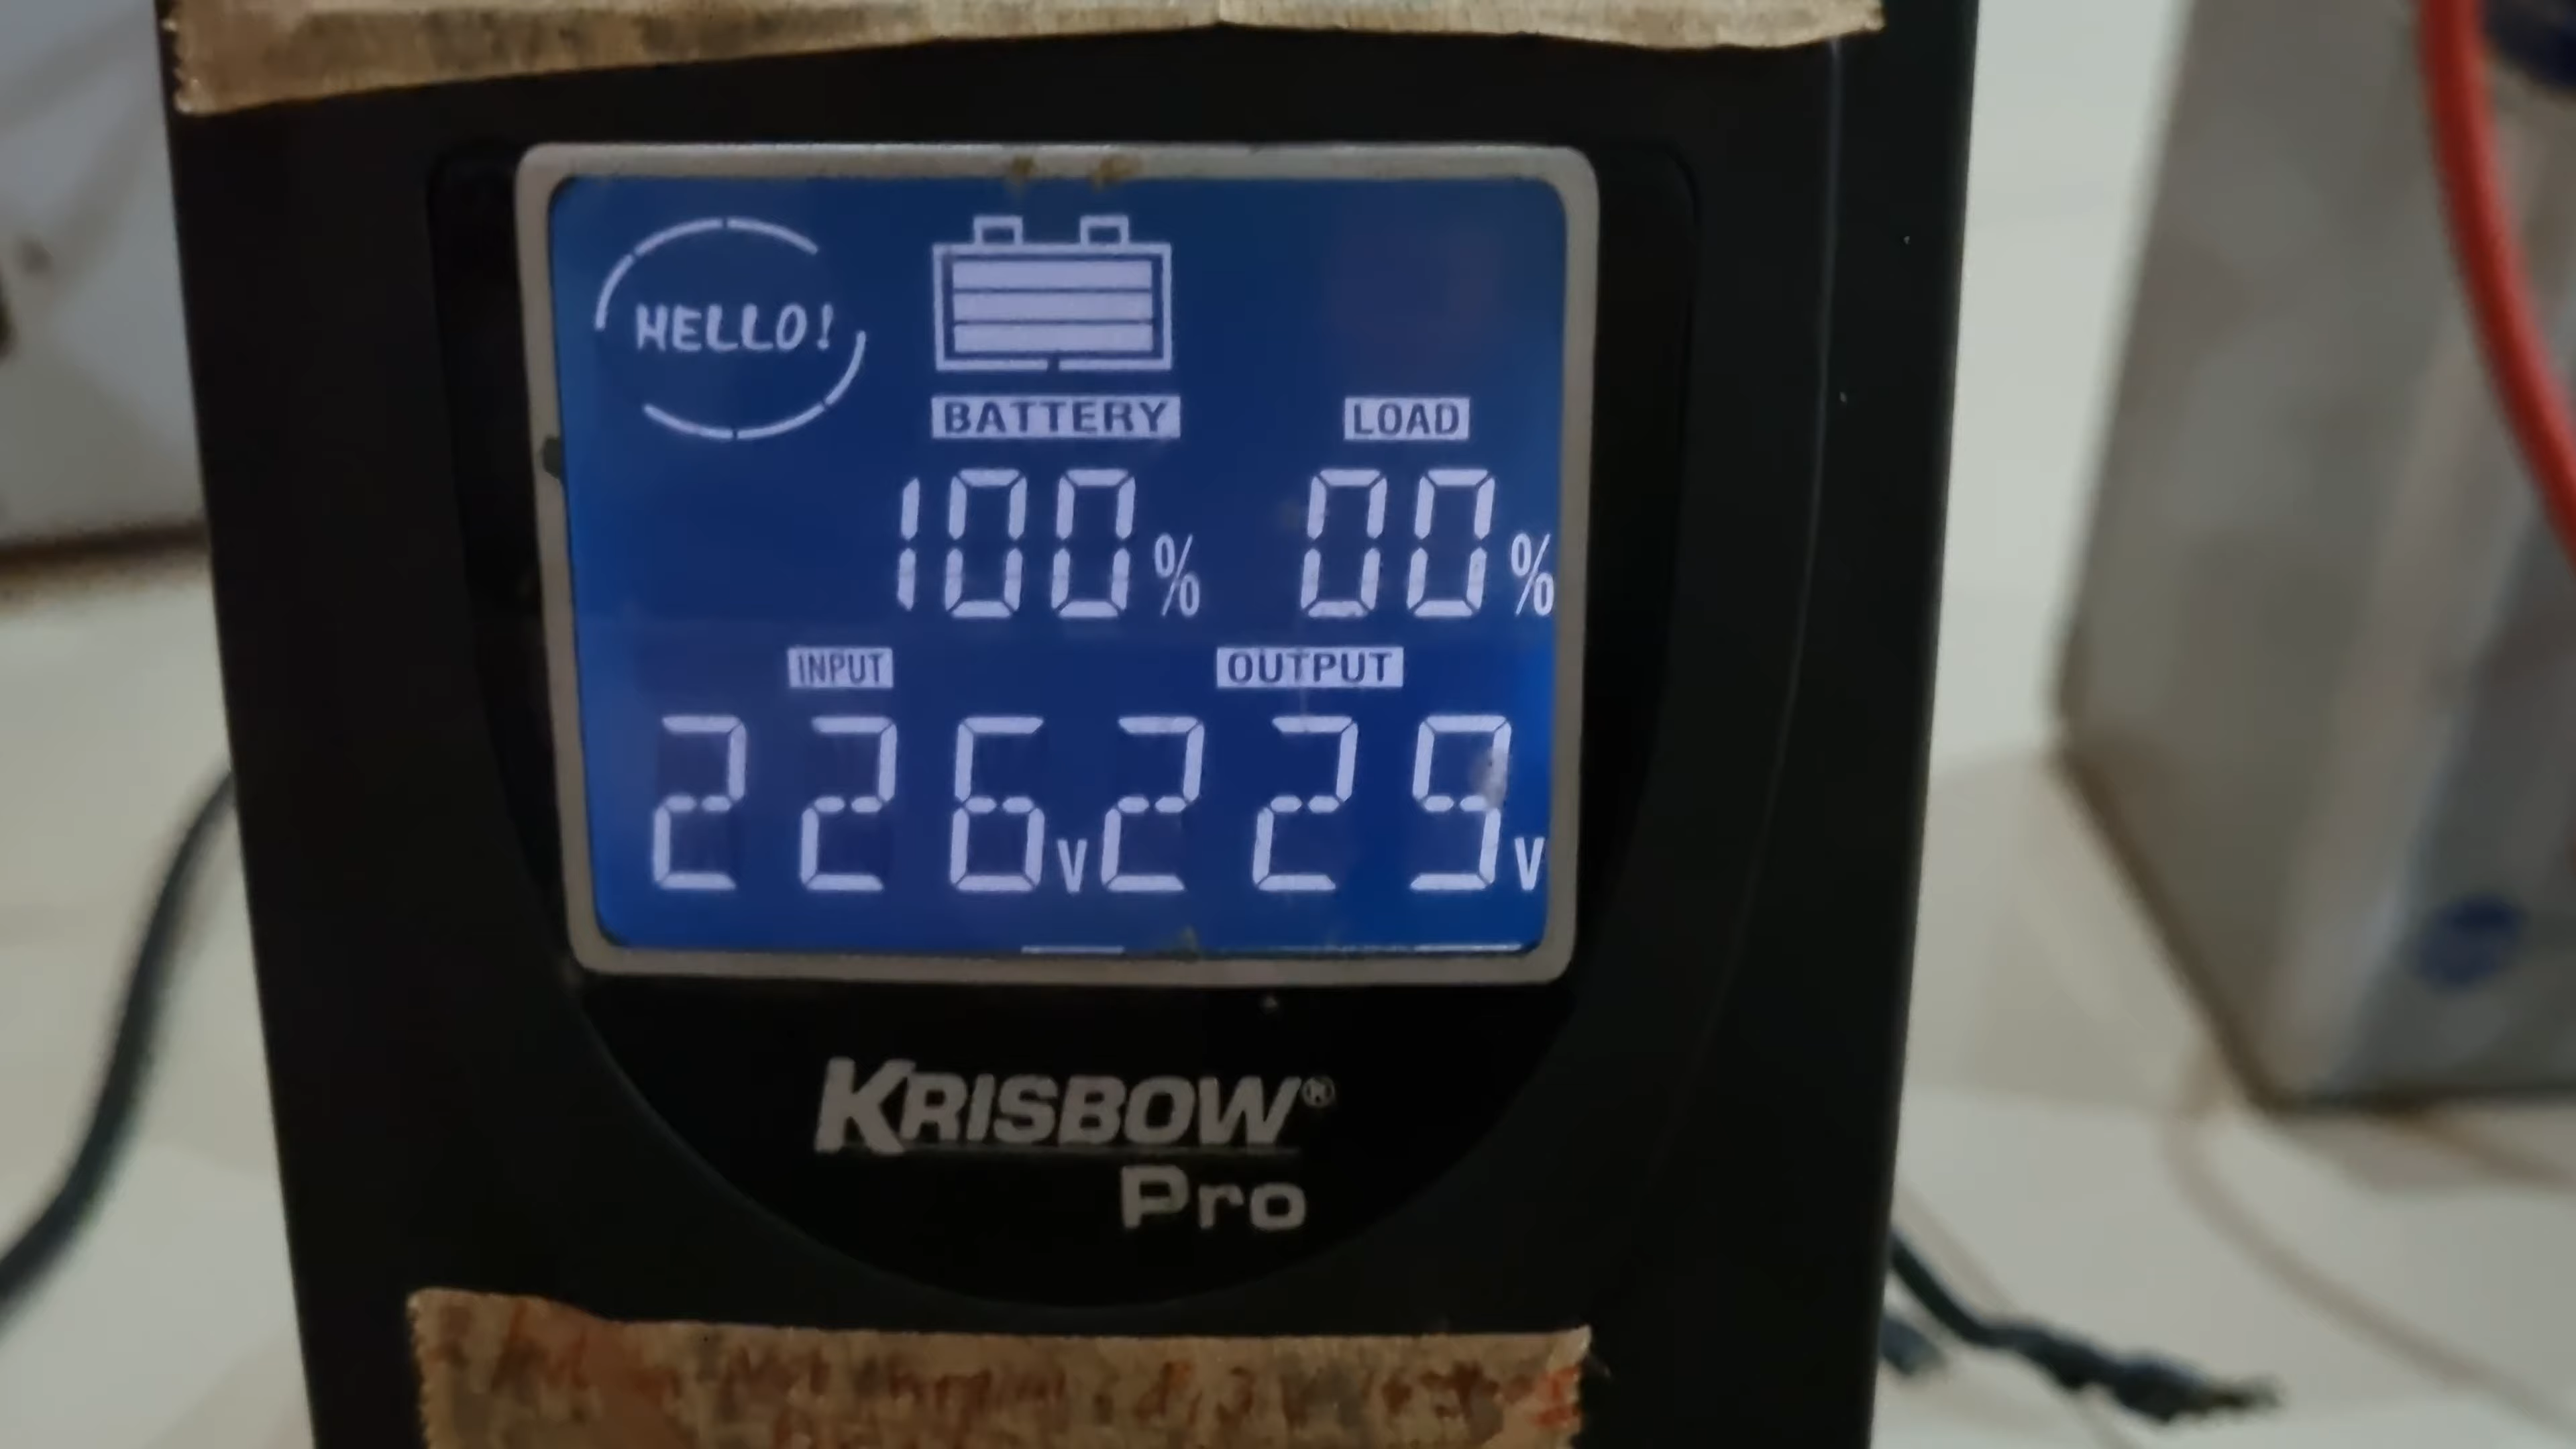 HELLO!
BATTERY LOAD
100% 00%
INPUT OUTPUT
226V 229V
KRISBOW®
Pro